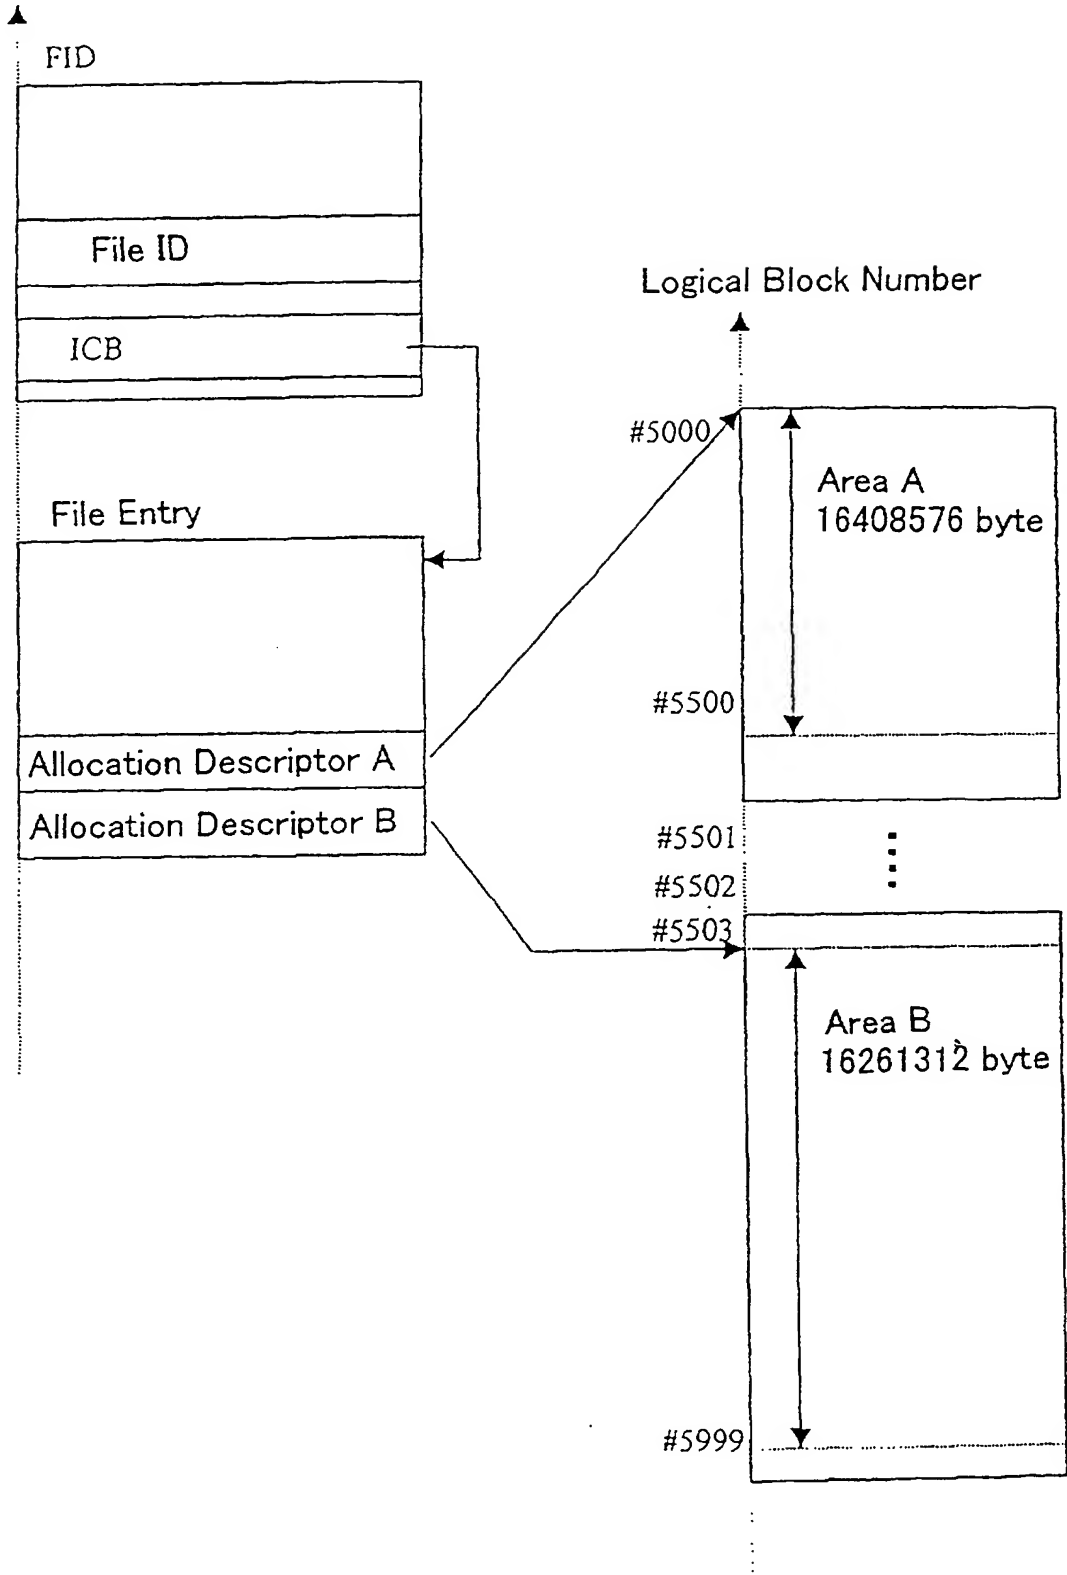 FID
File ID
ICB
File Entry
Allocation Descriptor A
Allocation Descriptor B
Logical Block Number
#5000
Area A
16408576 byte
#5500
#5501
#5502
#5503
Area B
16261312 byte
#5999